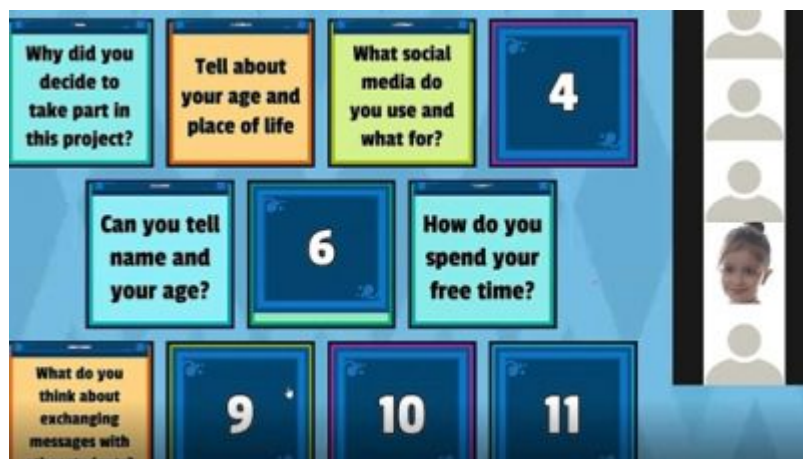 Why did you
decide to
take part in
this project?
Tell about
your age and
place of life
What social
media do
you use and
what for?
4
Can you tell
name and
your age?
6
How do you
spend your
free time?
What do you
think about
exchanging
messages with
9
10
11